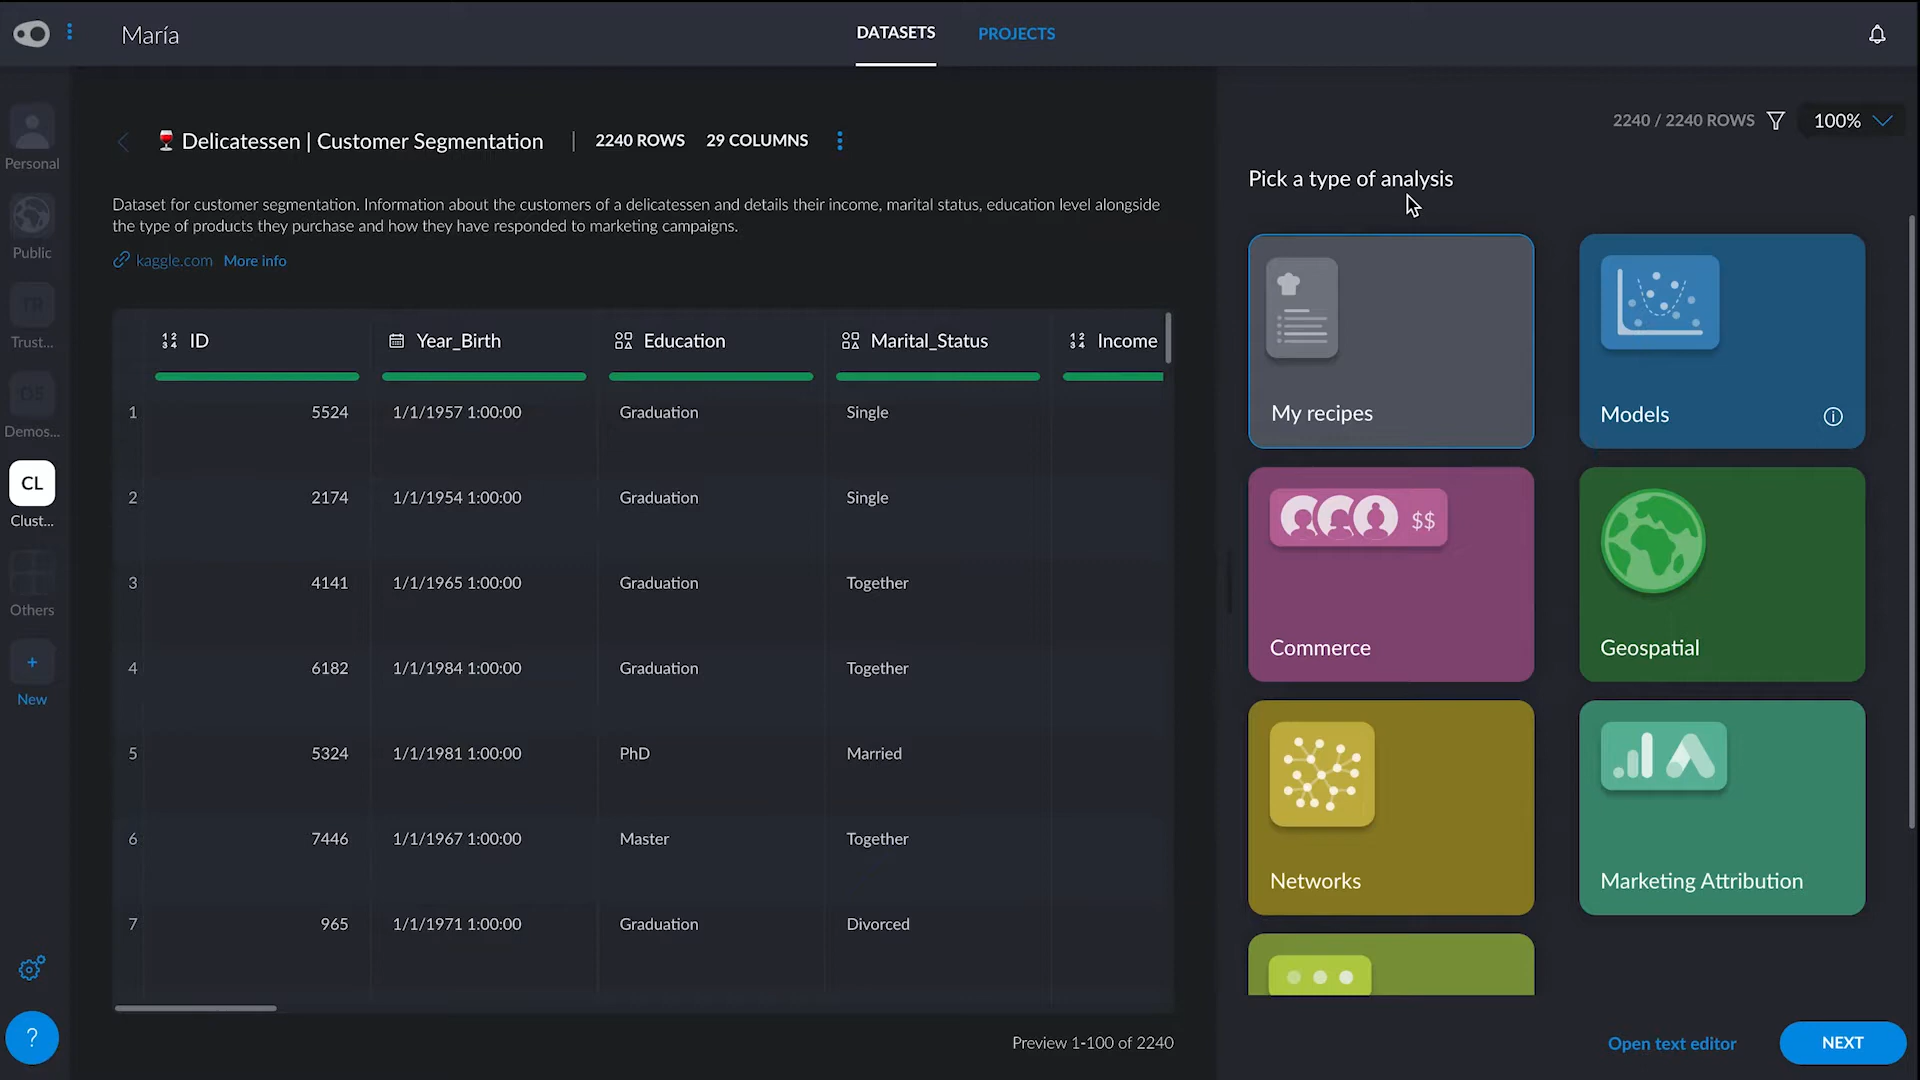 María
DATASETS
PROJECTS
Personal
Public
TR
Trust...
DS
Demos...
CL
Clust...
Others
+
New
?
Delicatessen | Customer Segmentation
2240 ROWS
29 COLUMNS
Dataset for customer segmentation. Information about the customers of a delicatessen and details their income, marital status, education level alongside
the type of products they purchase and how they have responded to marketing campaigns.
kaggle.com More info
ID Year_Birth Education Marital_Status Income
1 5524 1/1/1957 1:00:00 Graduation Single
2 2174 1/1/1954 1:00:00 Graduation Single
3 4141 1/1/1965 1:00:00 Graduation Together
4 6182 1/1/1984 1:00:00 Graduation Together
5 5324 1/1/1981 1:00:00 PhD Married
6 7446 1/1/1967 1:00:00 Master Together
7 965 1/1/1971 1:00:00 Graduation Divorced
Preview 1-100 of 2240
2240 / 2240 ROWS
100%
Pick a type of analysis
My recipes
Models
$$
Commerce
Geospatial
Networks
Marketing Attribution
Open text editor
NEXT